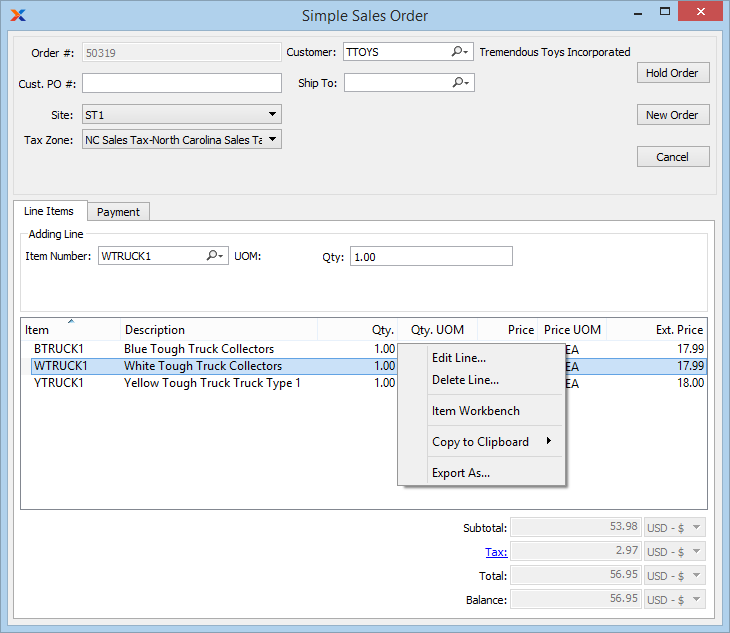 Simple Sales Order
Order #: 50319 Customer: TTOYS Tremendous Toys Incorporated
Hold Order
Cust. PO #: Ship To:
Site: ST1
New Order
Tax Zone: NC Sales Tax-North Carolina Sales Ta
Cancel
Line Items Payment
Adding Line
Item Number: WTRUCK1 UOM: Qty: 1.00
Item Description Qty. Qty. UOM Price Price UOM Ext. Price
BTRUCK1 Blue Tough Truck Collectors 1.00 EA 17.99
WTRUCK1 White Tough Truck Collectors 1.00 EA 17.99
YTRUCK1 Yellow Tough Truck Truck Type 1 1.00 EA 18.00
Edit Line...
Delete Line...
Item Workbench
Copy to Clipboard
Export As...
Subtotal: 53.98 USD - $
Tax: 2.97 USD - $
Total: 56.95 USD - $
Balance: 56.95 USD - $